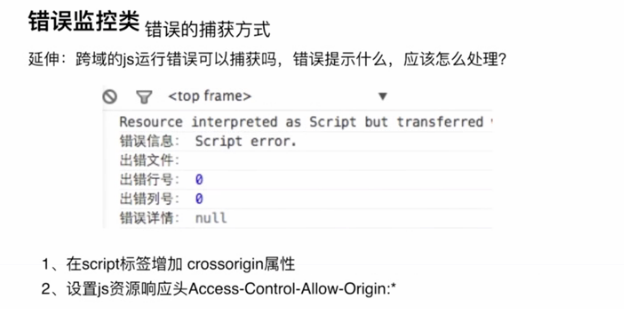 错误监控类 错误的捕获方式
延伸：跨域的js运行错误可以捕获吗，错误提示什么，应该怎么处理?
<top frame>
Resource interpreted as Script but transferred
错误信息： Script error.
出错文件：
出错行号： 0
出错列号： 0
错误详情： null
1、在script标签增加 crossorigin属性
2、设置js资源响应头Access-Control-Allow-Origin:*